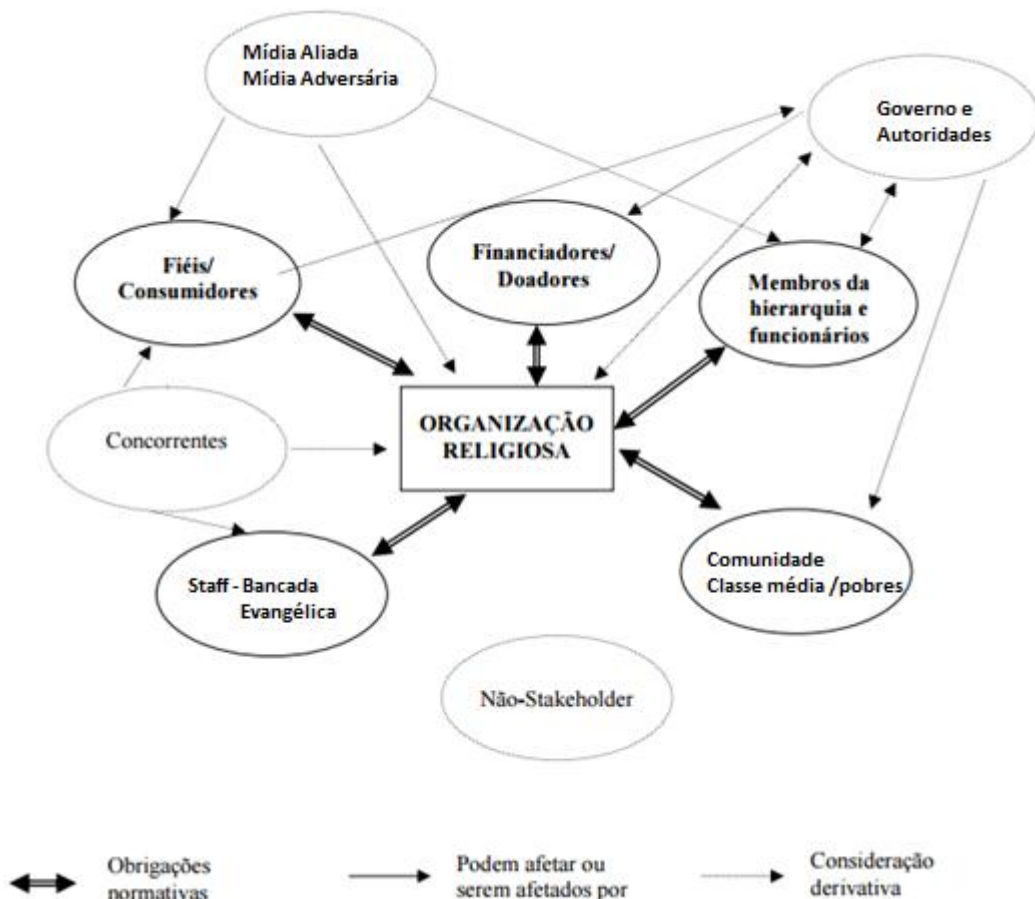 Mídia Aliada
Mídia Adversária
Governo e
Autoridades
Fiéis/
Consumidores
Financiadores/
Doadores
Membros da
hierarquia e
funcionários
Concorrentes
ORGANIZAÇÃO
RELIGIOSA
Staff - Bancada
Evangélica
Comunidade
Classe média /pobres
Não-Stakeholder
Obrigações
normativas
Podem afetar ou
serem afetados por
Consideração
derivativa